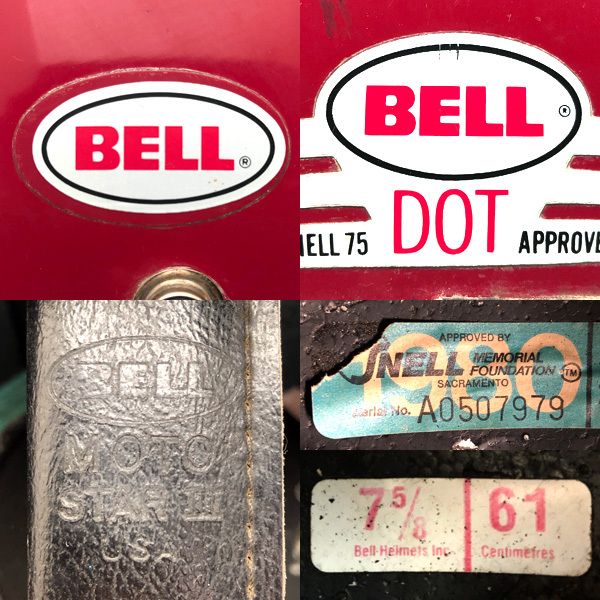 BELL®
BELL®
NELL 75 DOT APPROVE
BELL
MOTO
STAR III
USA
APPROVED BY
SNELL MEMORIAL
FOUNDATION TM
SACRAMENTO
1980
Serial No. A0507979
7 5/8 61
Bell Helmets Inc Centimetres